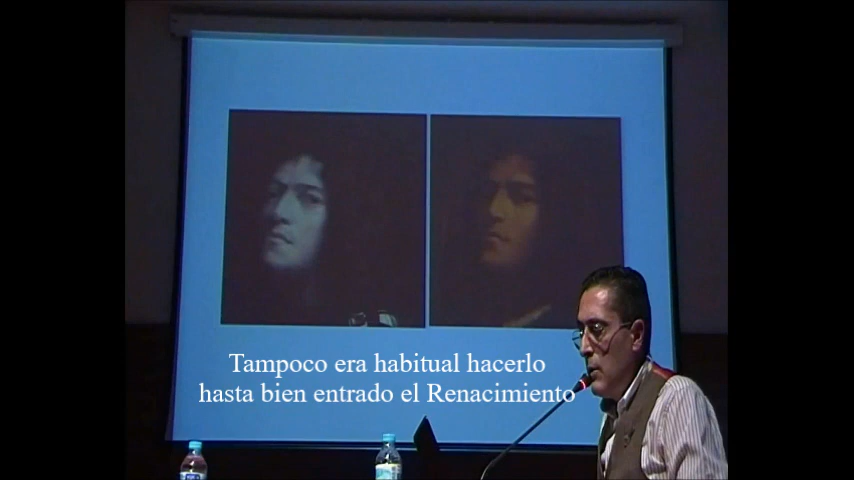 Tampoco era habitual hacerlo
hasta bien entrado el Renacimiento